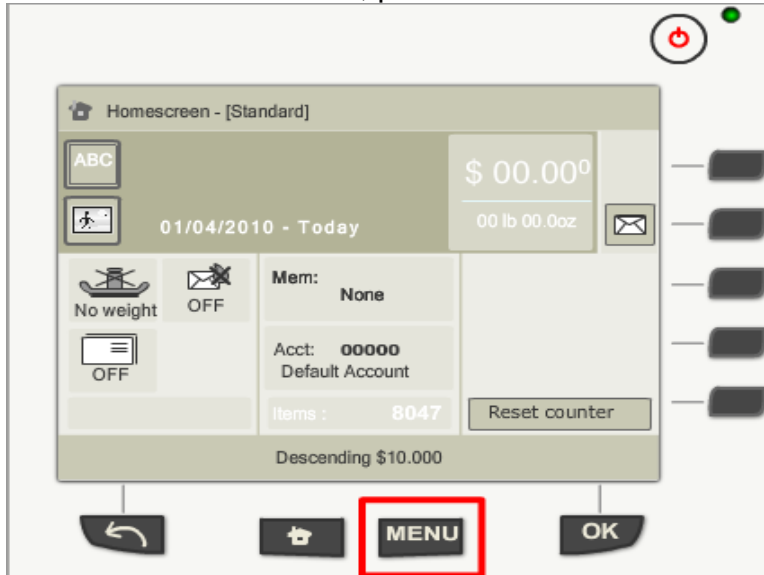 Homescreen - [Standard]
ABC
$ 00.00⁰
01/04/2010 - Today
00 lb 00.0oz
No weight
OFF
Mem:
None
OFF
Acct: 00000
Default Account
Items : 8047
Reset counter
Descending $10.000
MENU
OK